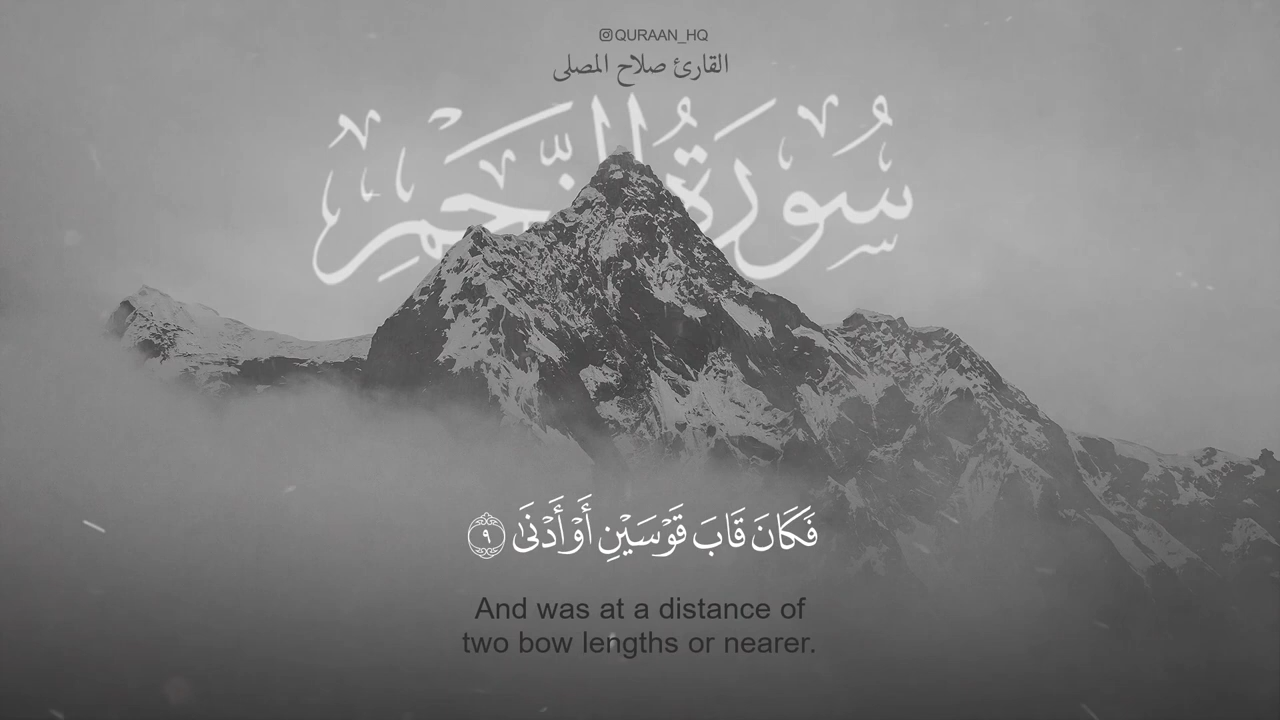 QURAAN_HQ
القارئ صلاح المصلى
سُورَةُ النَّجْمِ
فَكَانَ قَابَ قَوْسَيْنِ أَوْ أَدْنَىٰ ٩
And was at a distance of
two bow lengths or nearer.